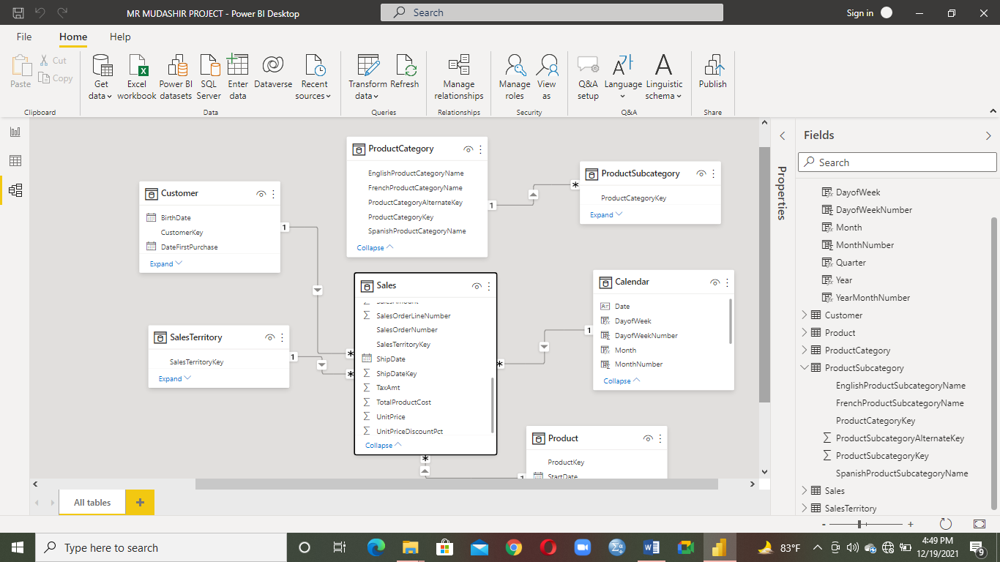 MR MUDASHIR PROJECT - Power BI Desktop
Search
Sign in
File
Home
Help
Paste
Cut
Copy
Clipboard
Get data
Excel workbook
Power BI datasets
SQL Server
Enter data
Dataverse
Recent sources
Data
Transform data
Refresh
Queries
Manage relationships
Relationships
Manage roles
View as
Security
Q&A setup
Language
Linguistic schema
Q&A
Publish
Share
ProductCategory
EnglishProductCategoryName
FrenchProductCategoryName
ProductCategoryAlternateKey
ProductCategoryKey
SpanishProductCategoryName
Collapse
1
*
ProductSubcategory
ProductCategoryKey
Expand
Customer
BirthDate
CustomerKey
DateFirstPurchase
Expand
1
*
Sales
SalesAmount
SalesOrderLineNumber
SalesOrderNumber
SalesTerritoryKey
ShipDate
ShipDateKey
TaxAmt
TotalProductCost
UnitPrice
UnitPriceDiscountPct
Collapse
SalesTerritory
SalesTerritoryKey
Expand
1
*
Calendar
Date
DayofWeek
DayofWeekNumber
Month
MonthNumber
Collapse
1
*
Product
ProductKey
StartDate
1
*
All tables
+
Properties
Fields
Search
DayofWeek
DayofWeekNumber
Month
MonthNumber
Quarter
Year
YearMonthNumber
Customer
Product
ProductCategory
ProductSubcategory
EnglishProductSubcategoryName
FrenchProductSubcategoryName
ProductCategoryKey
ProductSubcategoryAlternateKey
ProductSubcategoryKey
SpanishProductSubcategoryName
Sales
SalesTerritory
- +
Type here to search
83°F
4:49 PM
12/19/2021
9